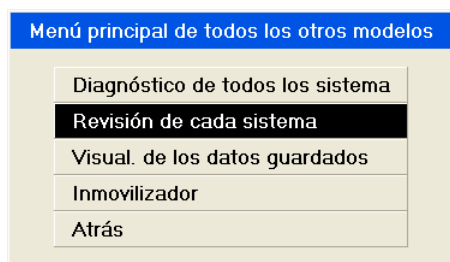 Menú principal de todos los otros modelos
Diagnóstico de todos los sistema
Revisión de cada sistema
Visual. de los datos guardados
Inmovilizador
Atrás